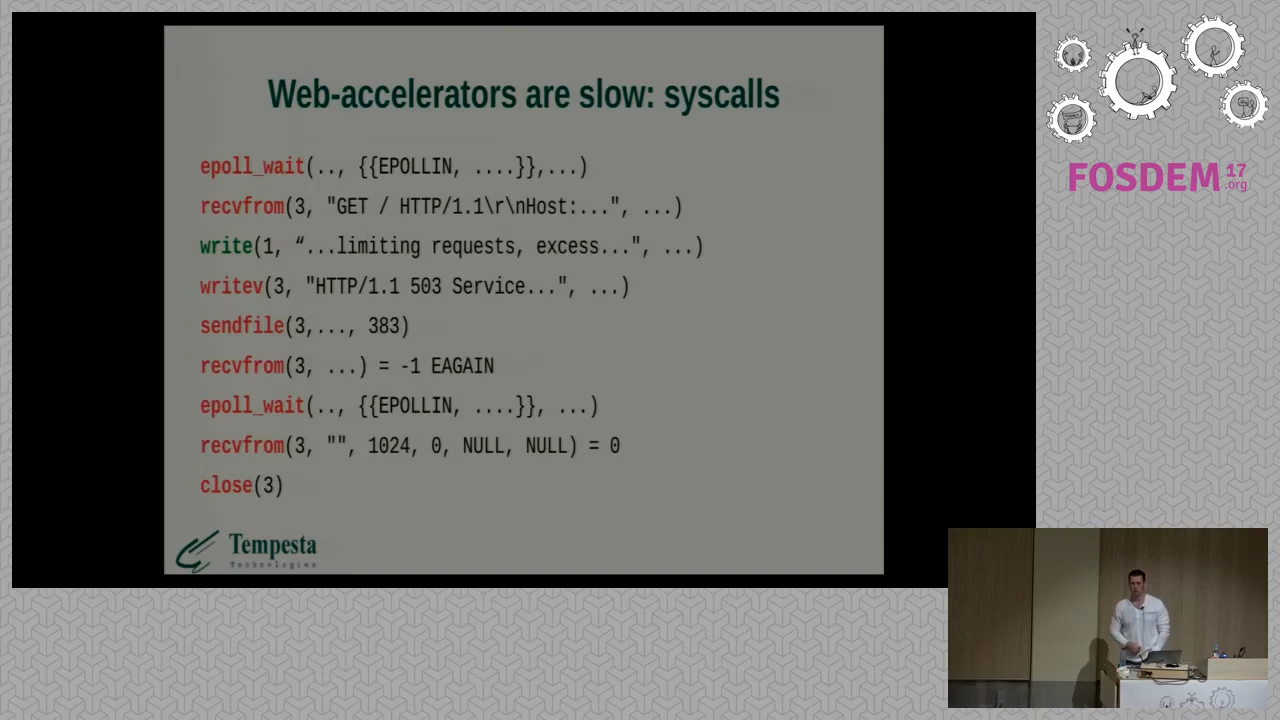 Web-accelerators are slow: syscalls
epoll_wait(.., {{EPOLLIN, ....}},...)
recvfrom(3, "GET / HTTP/1.1\r\nHost:...", ...)
write(1, “...limiting requests, excess...", ...)
writev(3, "HTTP/1.1 503 Service...", ...)
sendfile(3,..., 383)
recvfrom(3, ...) = -1 EAGAIN
epoll_wait(.., {{EPOLLIN, ....}}, ...)
recvfrom(3, "", 1024, 0, NULL, NULL) = 0
close(3)
Tempesta
Technologies
FOSDEM 17
.org